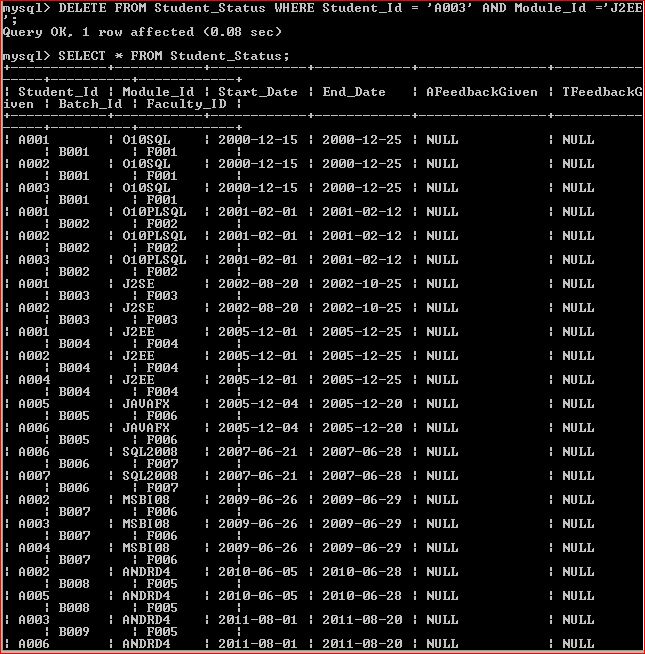 mysql> DELETE FROM Student_Status WHERE Student_Id = 'A003' AND Module_Id ='J2EE
';
Query OK, 1 row affected (0.08 sec)
mysql> SELECT * FROM Student_Status;
+------------+-----------+------------+------------+---------------+-----------
-----+----------+------------+
| Student_Id | Module_Id | Start_Date | End_Date   | AFeedbackGiven | TFeedbackG
iven | Batch_Id | Faculty_ID |
+------------+-----------+------------+------------+---------------+-----------
-----+----------+------------+
| A001       | O10SQL    | 2000-12-15 | 2000-12-25 | NULL           | NULL
     | B001     | F001       |
| A002       | O10SQL    | 2000-12-15 | 2000-12-25 | NULL           | NULL
     | B001     | F001       |
| A003       | O10SQL    | 2000-12-15 | 2000-12-25 | NULL           | NULL
     | B001     | F001       |
| A001       | O10PLSQL  | 2001-02-01 | 2001-02-12 | NULL           | NULL
     | B002     | F002       |
| A002       | O10PLSQL  | 2001-02-01 | 2001-02-12 | NULL           | NULL
     | B002     | F002       |
| A003       | O10PLSQL  | 2001-02-01 | 2001-02-12 | NULL           | NULL
     | B002     | F002       |
| A001       | J2SE      | 2002-08-20 | 2002-10-25 | NULL           | NULL
     | B003     | F003       |
| A002       | J2SE      | 2002-08-20 | 2002-10-25 | NULL           | NULL
     | B003     | F003       |
| A001       | J2EE      | 2005-12-01 | 2005-12-25 | NULL           | NULL
     | B004     | F004       |
| A002       | J2EE      | 2005-12-01 | 2005-12-25 | NULL           | NULL
     | B004     | F004       |
| A004       | J2EE      | 2005-12-01 | 2005-12-25 | NULL           | NULL
     | B004     | F004       |
| A005       | JAVAFX    | 2005-12-04 | 2005-12-20 | NULL           | NULL
     | B005     | F006       |
| A006       | JAVAFX    | 2005-12-04 | 2005-12-20 | NULL           | NULL
     | B005     | F006       |
| A006       | SQL2008   | 2007-06-21 | 2007-06-28 | NULL           | NULL
     | B006     | F007       |
| A007       | SQL2008   | 2007-06-21 | 2007-06-28 | NULL           | NULL
     | B006     | F007       |
| A002       | MSBI08    | 2009-06-26 | 2009-06-29 | NULL           | NULL
     | B007     | F006       |
| A003       | MSBI08    | 2009-06-26 | 2009-06-29 | NULL           | NULL
     | B007     | F006       |
| A004       | MSBI08    | 2009-06-26 | 2009-06-29 | NULL           | NULL
     | B007     | F006       |
| A002       | ANDRD4    | 2010-06-05 | 2010-06-28 | NULL           | NULL
     | B008     | F005       |
| A005       | ANDRD4    | 2010-06-05 | 2010-06-28 | NULL           | NULL
     | B008     | F005       |
| A003       | ANDRD4    | 2011-08-01 | 2011-08-20 | NULL           | NULL
     | B009     | F005       |
| A006       | ANDRD4    | 2011-08-01 | 2011-08-20 | NULL           | NULL